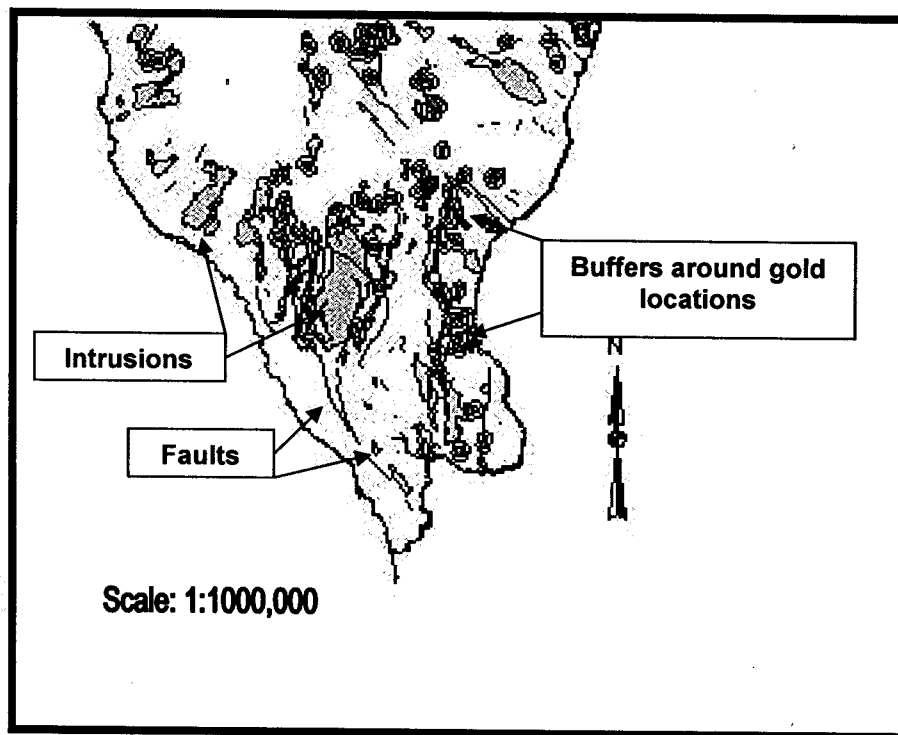 Buffers around gold
locations
Intrusions
N
Faults
Scale: 1:1000,000